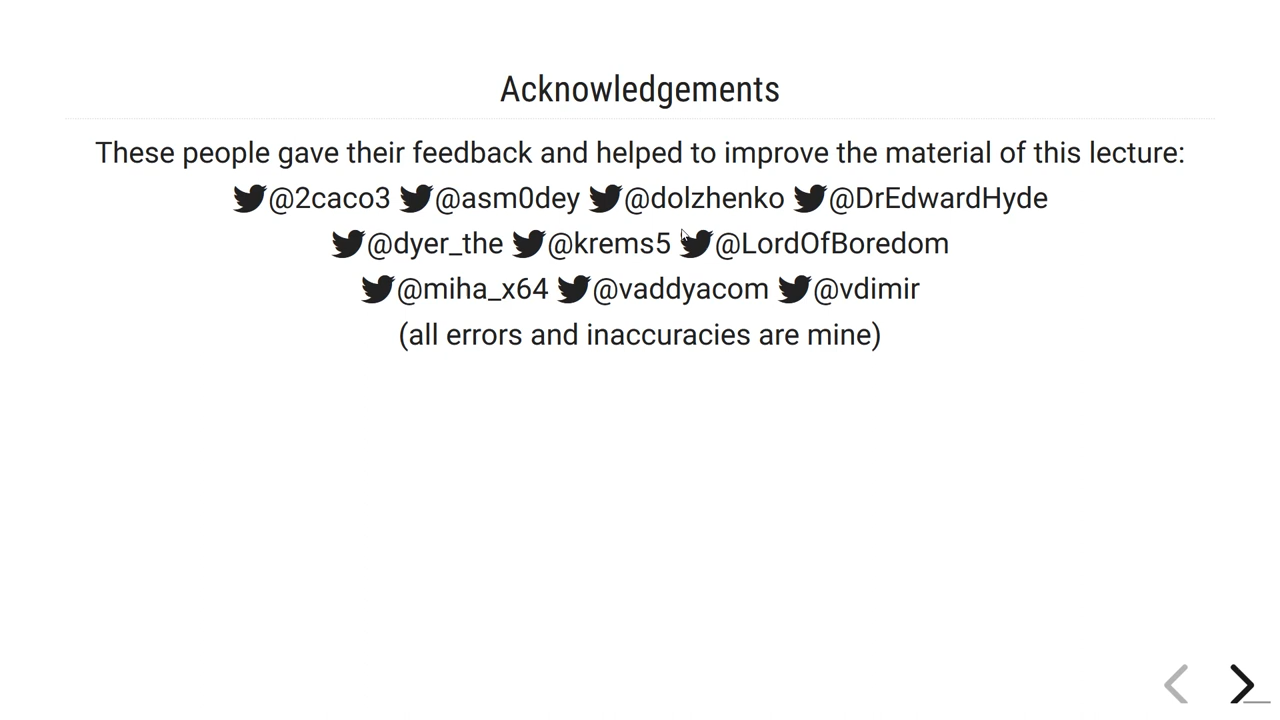 Acknowledgements
These people gave their feedback and helped to improve the material of this lecture:
@2caco3 @asm0dey @dolzhenko @DrEdwardHyde
@dyer_the @krems5 @LordOfBoredom
@miha_x64 @vaddyacom @vdimir
(all errors and inaccuracies are mine)